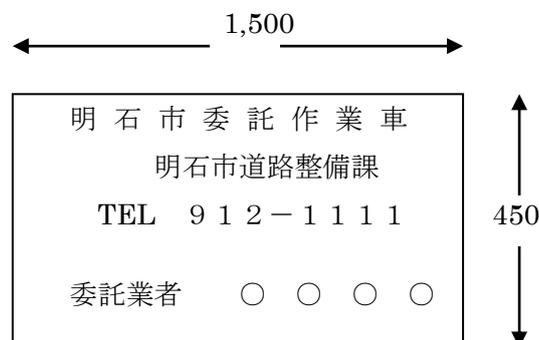 1,500
明 石 市 委 託 作 業 車
明石市道路整備課
TEL　９１２－１１１１
450
委託業者　　○　○　○　○